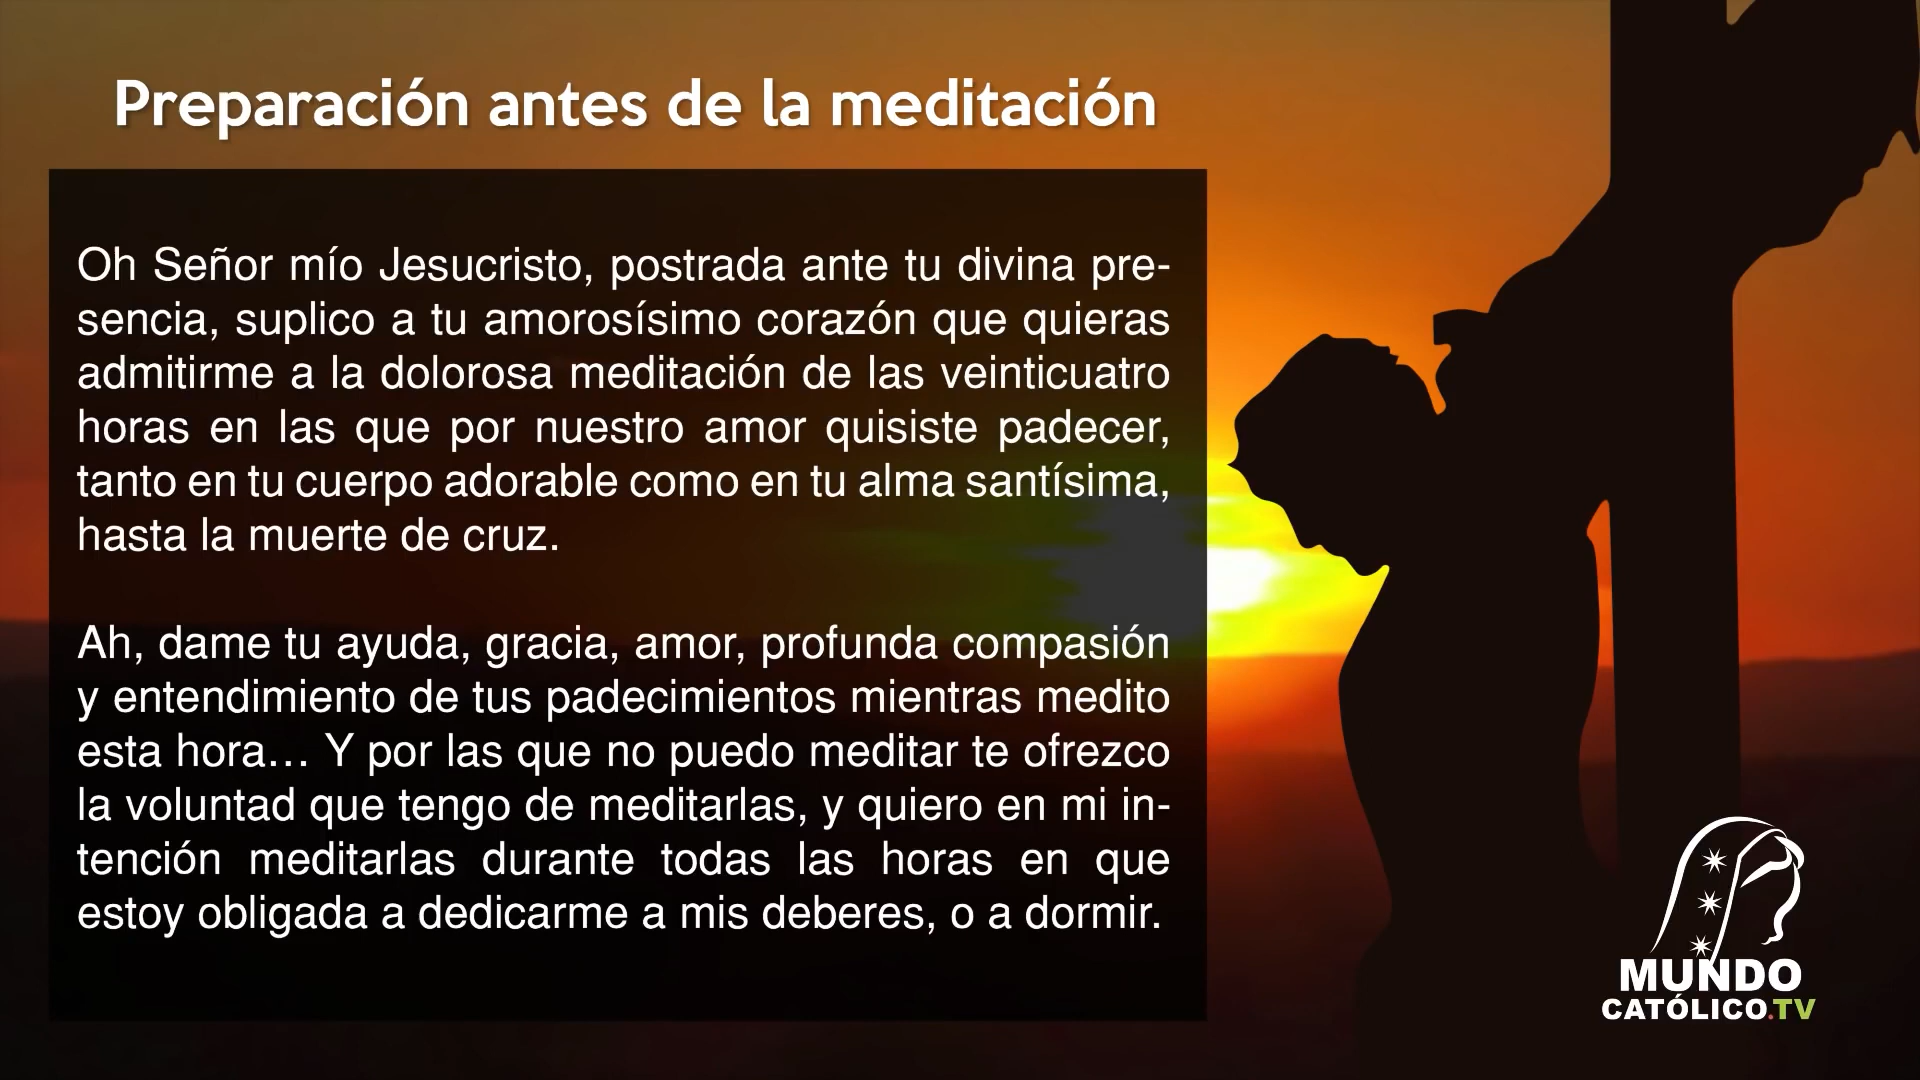 Preparación antes de la meditación
Oh Señor mío Jesucristo, postrada ante tu divina pre-
sencia, suplico a tu amorosísimo corazón que quieras
admitirme a la dolorosa meditación de las veinticuatro
horas en las que por nuestro amor quisiste padecer,
tanto en tu cuerpo adorable como en tu alma santísima,
hasta la muerte de cruz.
Ah, dame tu ayuda, gracia, amor, profunda compasión
y entendimiento de tus padecimientos mientras medito
esta hora… Y por las que no puedo meditar te ofrezco
la voluntad que tengo de meditarlas, y quiero en mi in-
tención meditarlas durante todas las horas en que
estoy obligada a dedicarme a mis deberes, o a dormir.
MUNDO
CATÓLICO.TV